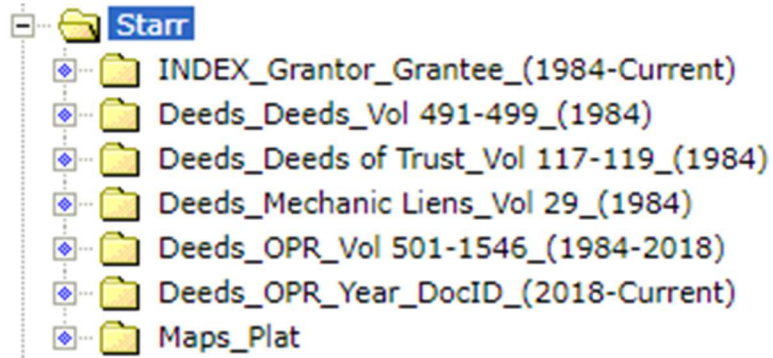 Starr
INDEX_Grantor_Grantee_(1984-Current)
Deeds_Deeds_Vol 491-499_(1984)
Deeds_Deeds of Trust_Vol 117-119_(1984)
Deeds_Mechanic Liens_Vol 29_(1984)
Deeds_OPR_Vol 501-1546_(1984-2018)
Deeds_OPR_Year_DocID_(2018-Current)
Maps_Plat